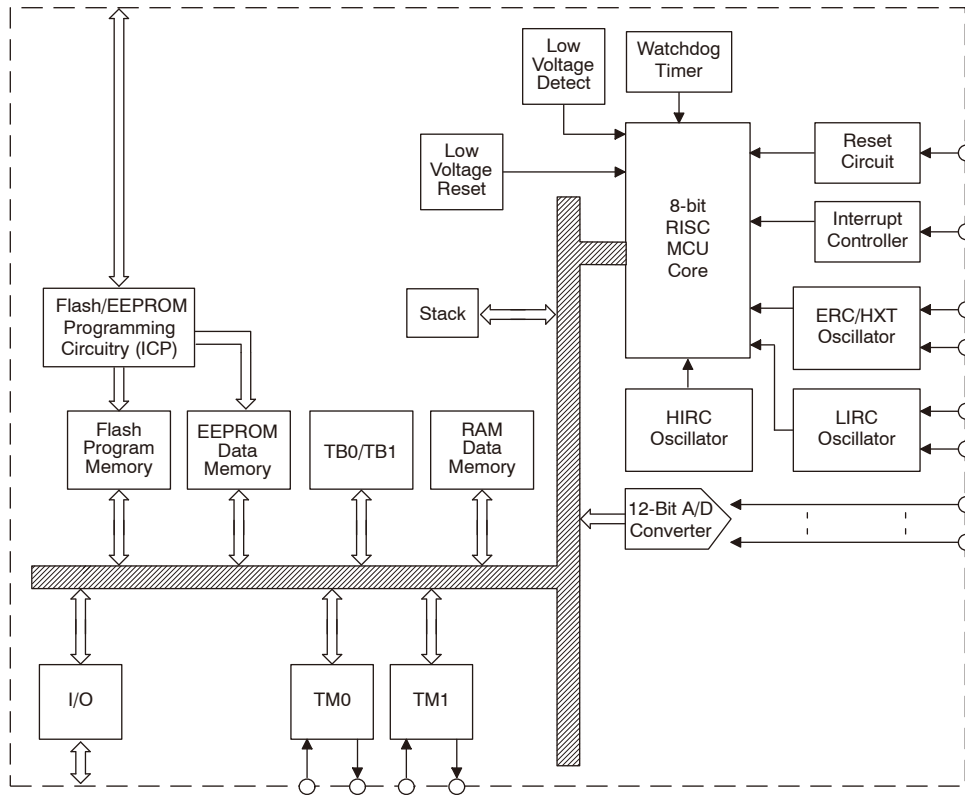 Low
Voltage
Detect
Watchdog
Timer
Low
Voltage
Reset
8-bit
RISC
MCU
Core
Reset
Circuit
Interrupt
Controller
Flash/EEPROM
Programming
Circuitry (ICP)
Stack
ERC/HXT
Oscillator
Flash
Program
Memory
EEPROM
Data
Memory
TB0/TB1
RAM
Data
Memory
HIRC
Oscillator
LIRC
Oscillator
12-Bit A/D
Converter
I/O
TM0
TM1